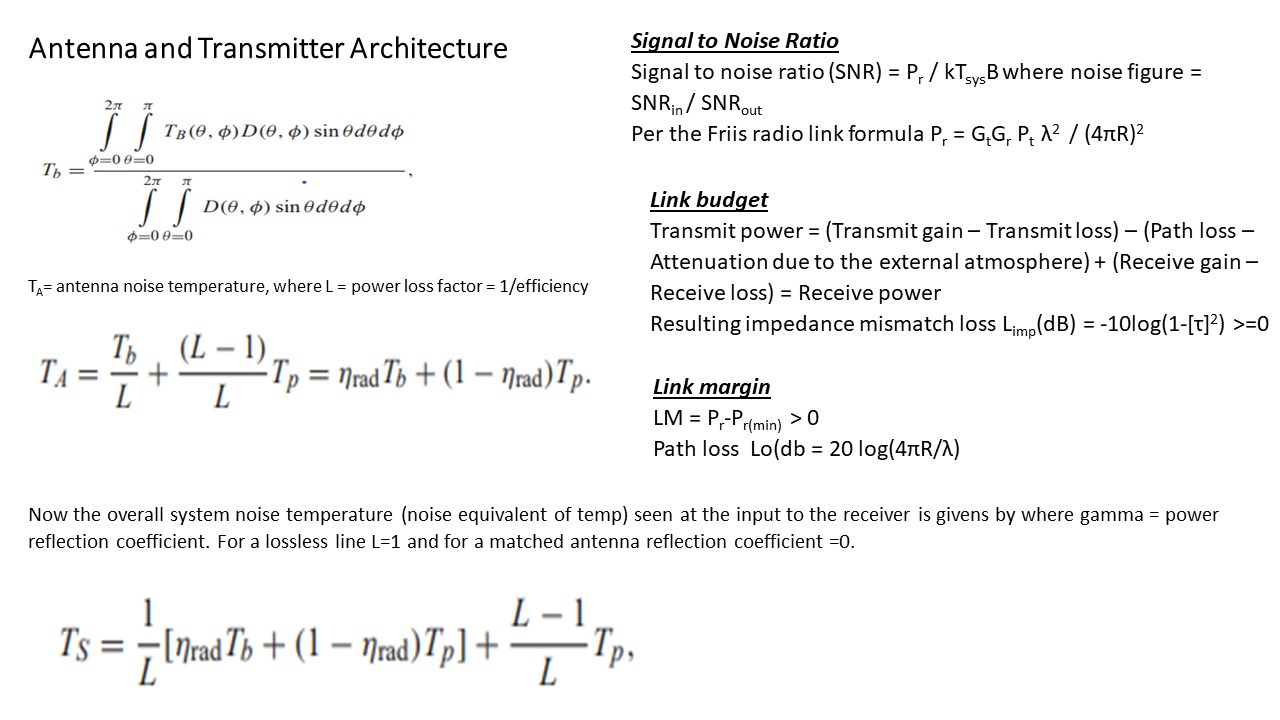 Antenna and Transmitter Architecture
T_b = \frac{\int_{\phi=0}^{2\pi} \int_{\theta=0}^{\pi} T_B(\theta, \phi) D(\theta, \phi) \sin\theta d\theta d\phi}{\int_{\phi=0}^{2\pi} \int_{\theta=0}^{\pi} D(\theta, \phi) \sin\theta d\theta d\phi},
T_A= antenna noise temperature, where L = power loss factor = 1/efficiency
T_A = \frac{T_b}{L} + \frac{(L - 1)}{L} T_p = \eta_{rad} T_b + (1 - \eta_{rad}) T_p.
Signal to Noise Ratio
Signal to noise ratio (SNR) = P_r / kT_{sys}B where noise figure =
SNR_{in} / SNR_{out}
Per the Friis radio link formula P_r = G_tG_r P_t λ² / (4πR)²
Link budget
Transmit power = (Transmit gain – Transmit loss) – (Path loss –
Attenuation due to the external atmosphere) + (Receive gain –
Receive loss) = Receive power
Resulting impedance mismatch loss L_{imp}(dB) = -10log(1-[τ]²) >=0
Link margin
LM = P_r-P_{r(min)} > 0
Path loss Lo(db = 20 log(4πR/λ)
Now the overall system noise temperature (noise equivalent of temp) seen at the input to the receiver is givens by where gamma = power
reflection coefficient. For a lossless line L=1 and for a matched antenna reflection coefficient =0.
T_S = \frac{1}{L} [\eta_{rad} T_b + (1 - \eta_{rad}) T_p] + \frac{L - 1}{L} T_p,